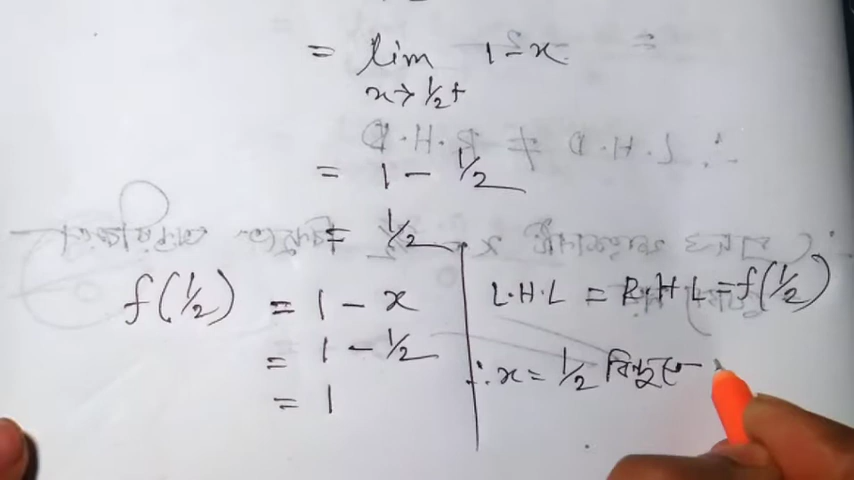 = lim 1 - x
x → 1/2 +
= 1 - 1/2
= 1/2
f(1/2) = 1 - x
= 1 - 1/2
= 1
L.H.L = R.H.L = f(1/2)
∴ x = 1/2 বিন্দুতে